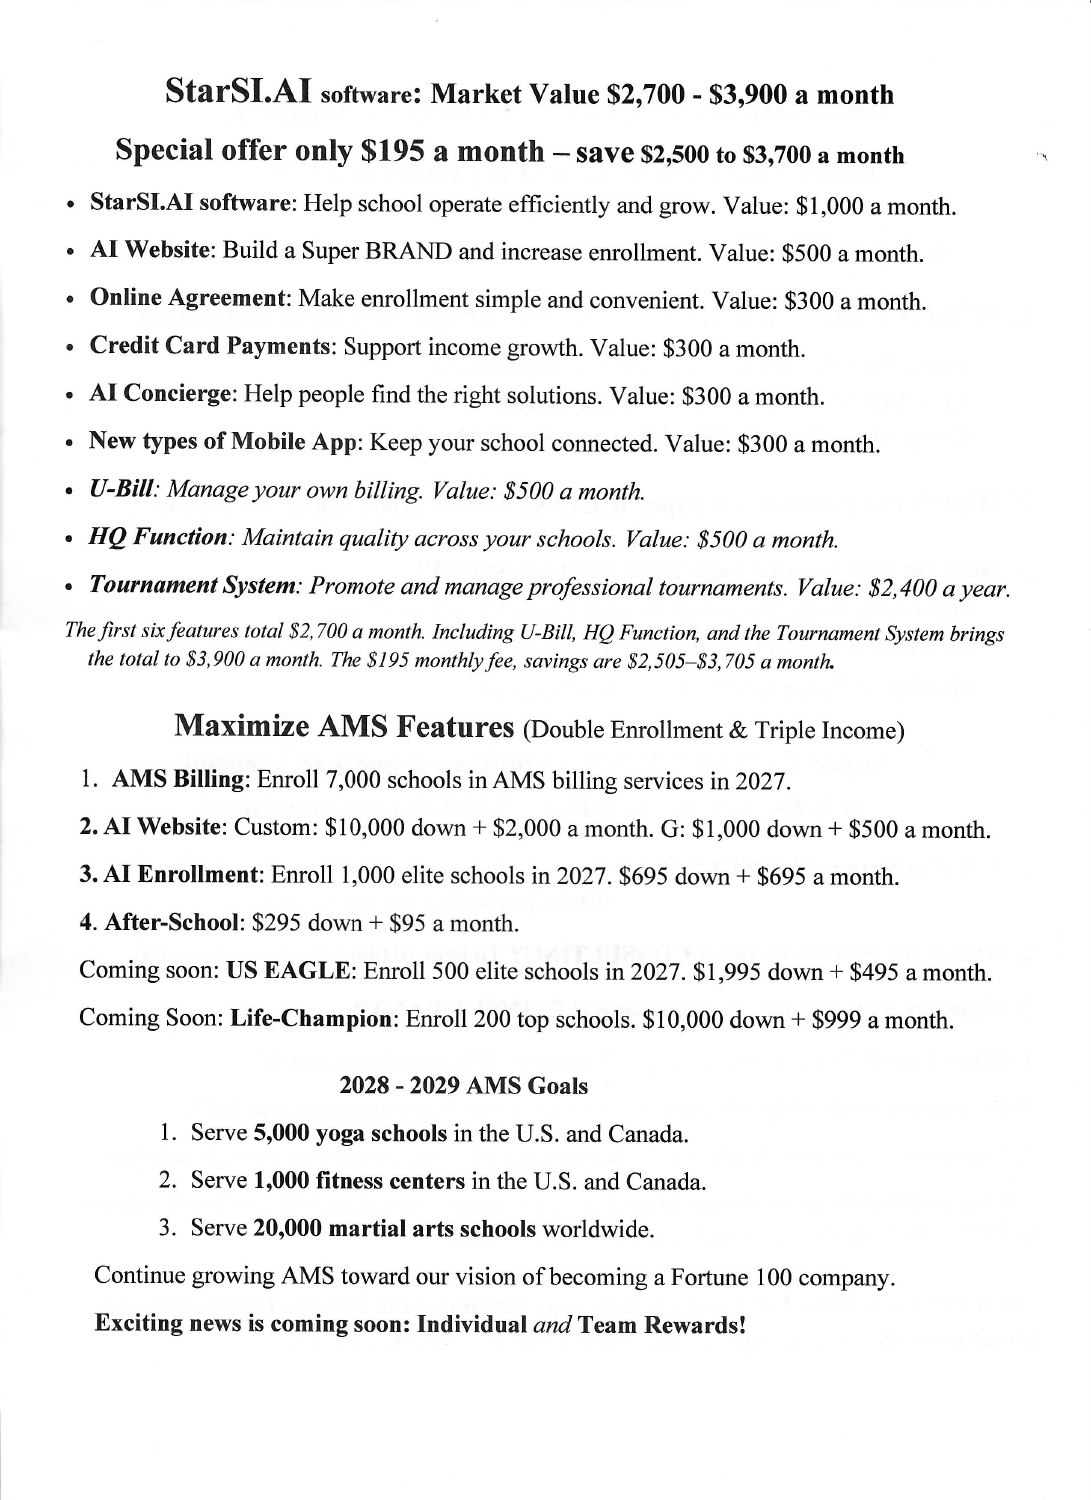 StarSI.AI software: Market Value $2,700 - $3,900 a month
Special offer only $195 a month – save $2,500 to $3,700 a month
• StarSI.AI software: Help school operate efficiently and grow. Value: $1,000 a month.
• AI Website: Build a Super BRAND and increase enrollment. Value: $500 a month.
• Online Agreement: Make enrollment simple and convenient. Value: $300 a month.
• Credit Card Payments: Support income growth. Value: $300 a month.
• AI Concierge: Help people find the right solutions. Value: $300 a month.
• New types of Mobile App: Keep your school connected. Value: $300 a month.
• U-Bill: Manage your own billing. Value: $500 a month.
• HQ Function: Maintain quality across your schools. Value: $500 a month.
• Tournament System: Promote and manage professional tournaments. Value: $2,400 a year.
The first six features total $2,700 a month. Including U-Bill, HQ Function, and the Tournament System brings
the total to $3,900 a month. The $195 monthly fee, savings are $2,505–$3,705 a month.
Maximize AMS Features (Double Enrollment & Triple Income)
1. AMS Billing: Enroll 7,000 schools in AMS billing services in 2027.
2. AI Website: Custom: $10,000 down + $2,000 a month. G: $1,000 down + $500 a month.
3. AI Enrollment: Enroll 1,000 elite schools in 2027. $695 down + $695 a month.
4. After-School: $295 down + $95 a month.
Coming soon: US EAGLE: Enroll 500 elite schools in 2027. $1,995 down + $495 a month.
Coming Soon: Life-Champion: Enroll 200 top schools. $10,000 down + $999 a month.
2028 - 2029 AMS Goals
1. Serve 5,000 yoga schools in the U.S. and Canada.
2. Serve 1,000 fitness centers in the U.S. and Canada.
3. Serve 20,000 martial arts schools worldwide.
Continue growing AMS toward our vision of becoming a Fortune 100 company.
Exciting news is coming soon: Individual and Team Rewards!